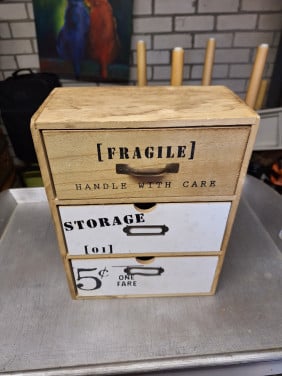 [FRAGILE]
HANDLE WITH CARE
STORAGE
[01]
5¢ ONE
FARE